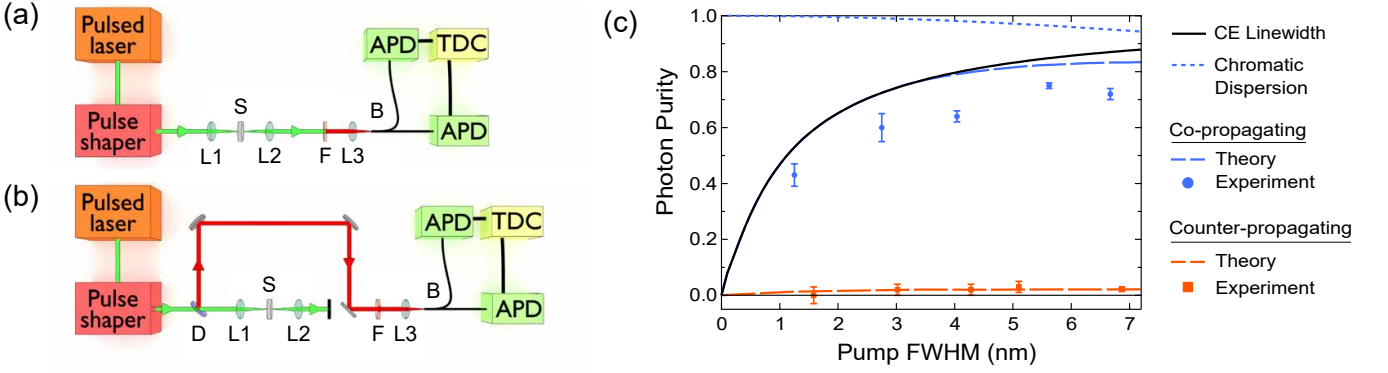 (a)
Pulsed
laser
Pulse
shaper
L1
S
L2
F
L3
B
APD
TDC
APD
(b)
Pulsed
laser
Pulse
shaper
D
L1
S
L2
F
L3
B
APD
TDC
APD
(c)
Photon Purity
1.0
0.8
0.6
0.4
0.2
0.0
0 1 2 3 4 5 6 7
Pump FWHM (nm)
CE Linewidth
Chromatic
Dispersion
Co-propagating
Theory
Experiment
Counter-propagating
Theory
Experiment